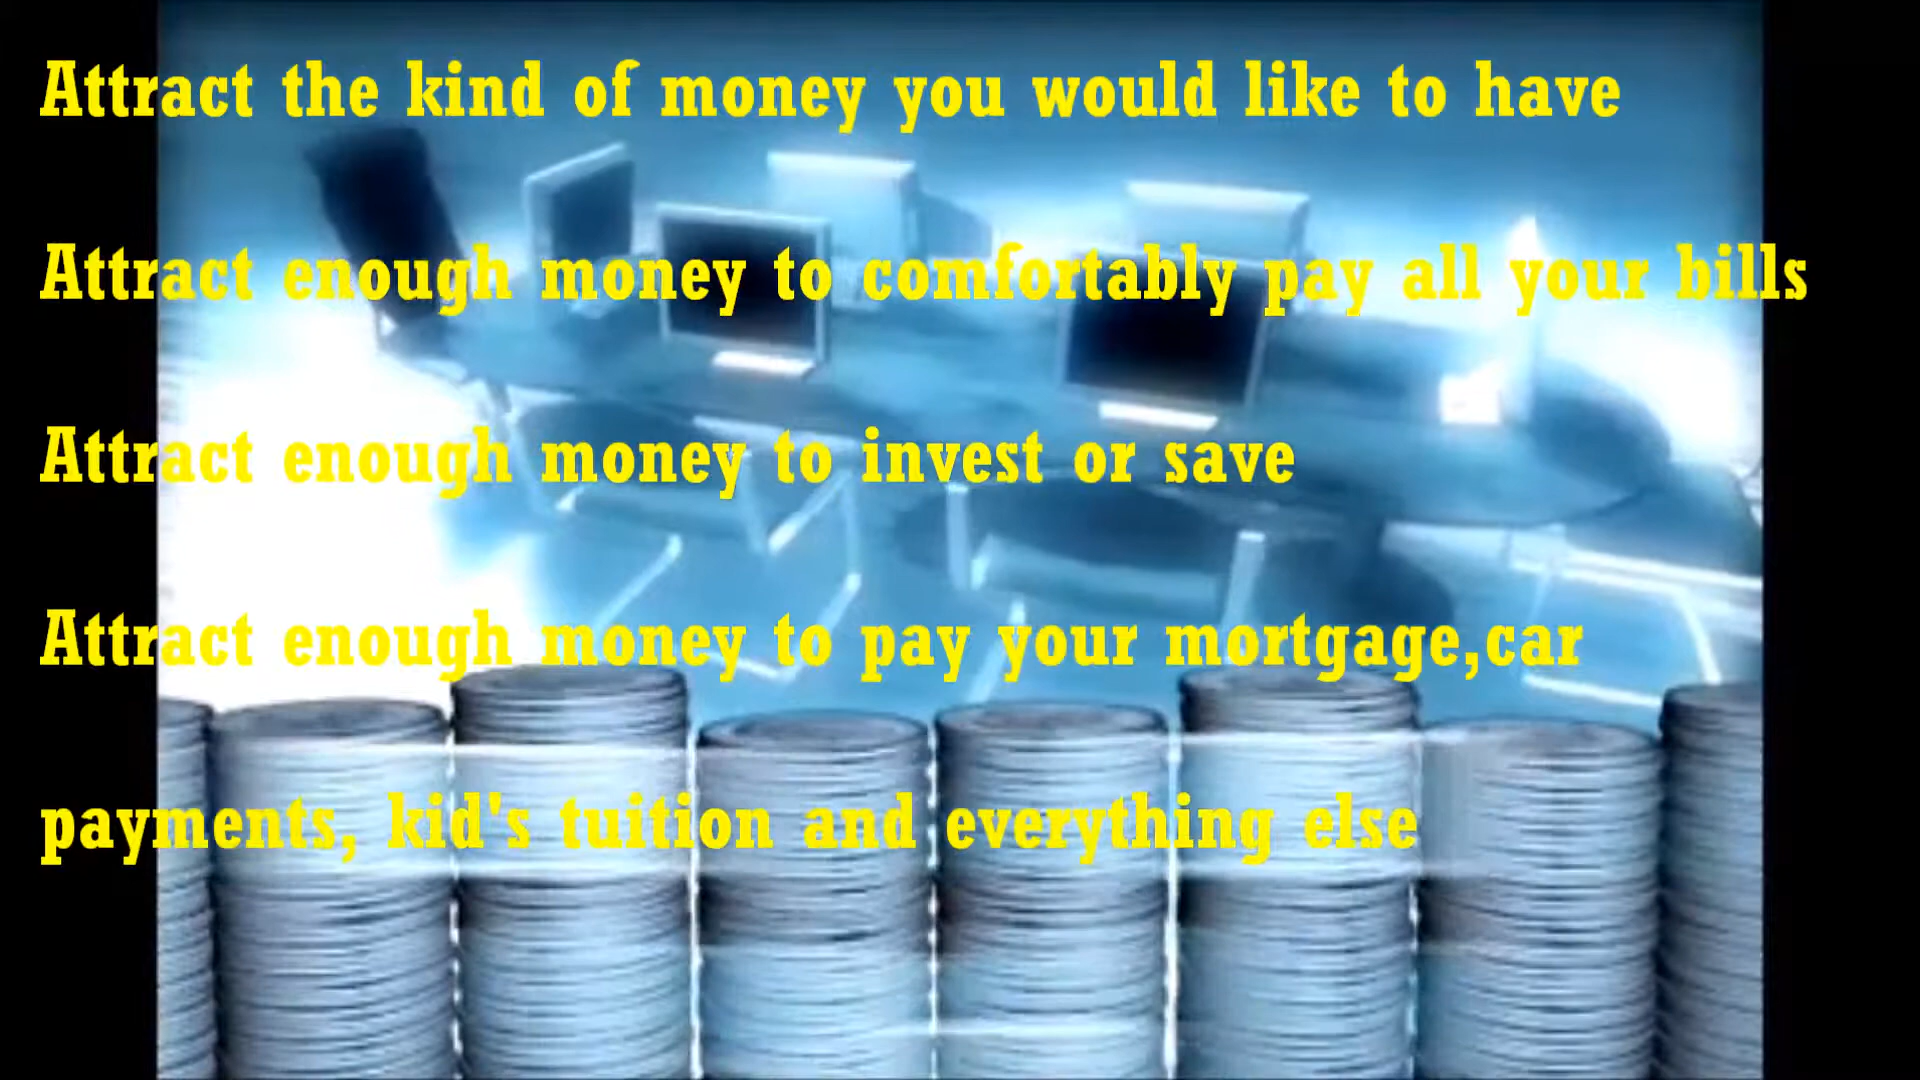 Attract the kind of money you would like to have
Attract enough money to comfortably pay all your bills
Attract enough money to invest or save
Attract enough money to pay your mortgage,car
payments, kid's tuition and everything else